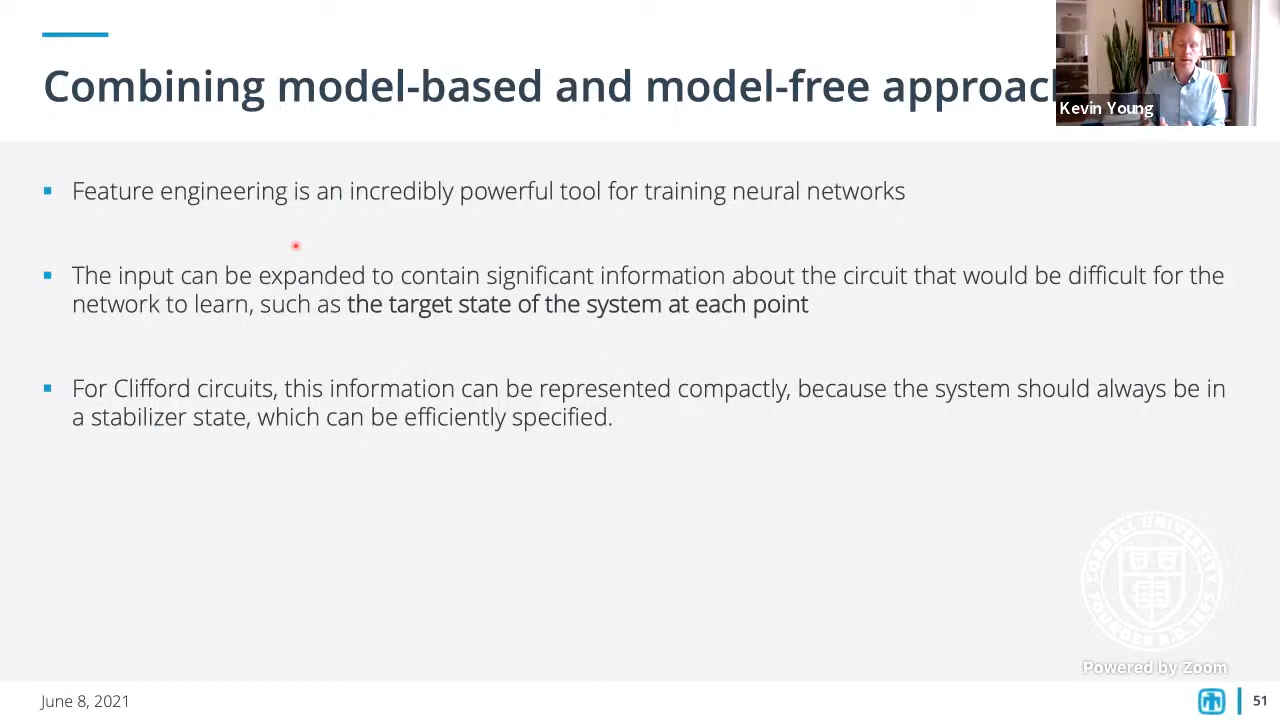 Combining model-based and model-free approac
Kevin Young
Feature engineering is an incredibly powerful tool for training neural networks
The input can be expanded to contain significant information about the circuit that would be difficult for the
network to learn, such as the target state of the system at each point
For Clifford circuits, this information can be represented compactly, because the system should always be in
a stabilizer state, which can be efficiently specified.
CORNELL UNIVERSITY
FOUNDED A.D. 1865
Powered by Zoom
June 8, 2021
51